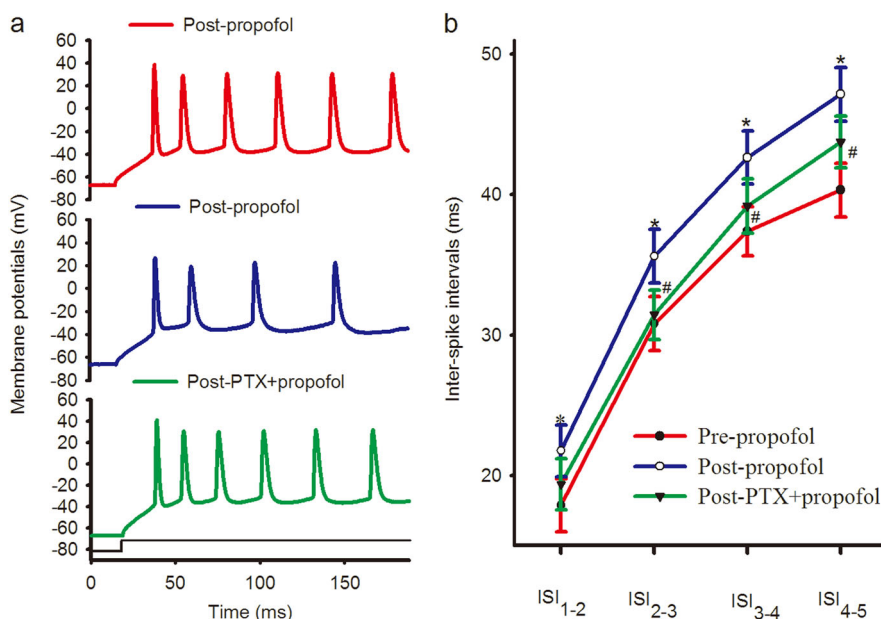 a
Post-propofol
60
40
20
0
-20
-40
-60
-80
Post-propofol
60
40
20
0
-20
-40
-60
-80
Post-PTX+propofol
60
40
20
0
-20
-40
-60
-80
Membrane potentials (mV)
0 50 100 150
Time (ms)
b
50
40
30
20
Inter-spike intervals (ms)
* * * *
# # #
Pre-propofol
Post-propofol
Post-PTX+propofol
ISI1-2 ISI2-3 ISI3-4 ISI4-5